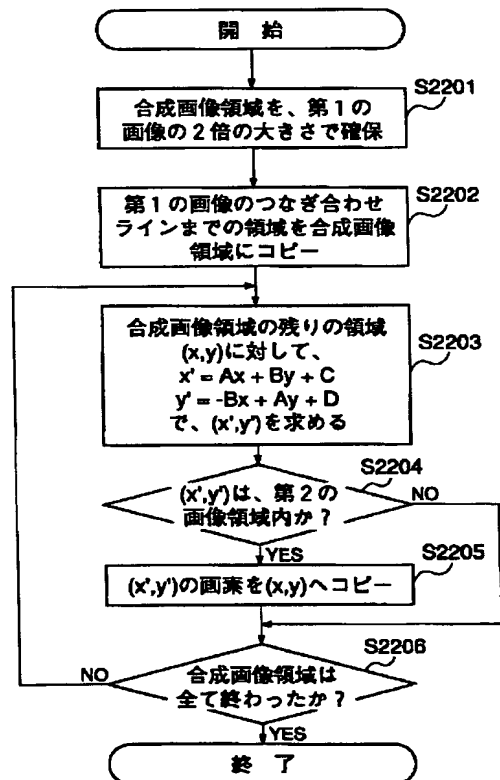 開 始
S2201
合成画像領域を、第１の
画像の２倍の大きさで確保
S2202
第１の画像のつなぎ合わせ
ラインまでの領域を合成画像
領域にコピー
S2203
合成画像領域の残りの領域
(x,y)に対して、
x' = Ax + By + C
y' = -Bx + Ay + D
で、(x',y')を求める
S2204
(x',y')は、第２の
画像領域内か？
NO
YES
S2205
(x',y')の画素を(x,y)へコピー
S2206
合成画像領域は
全て終わったか？
NO
YES
終 了